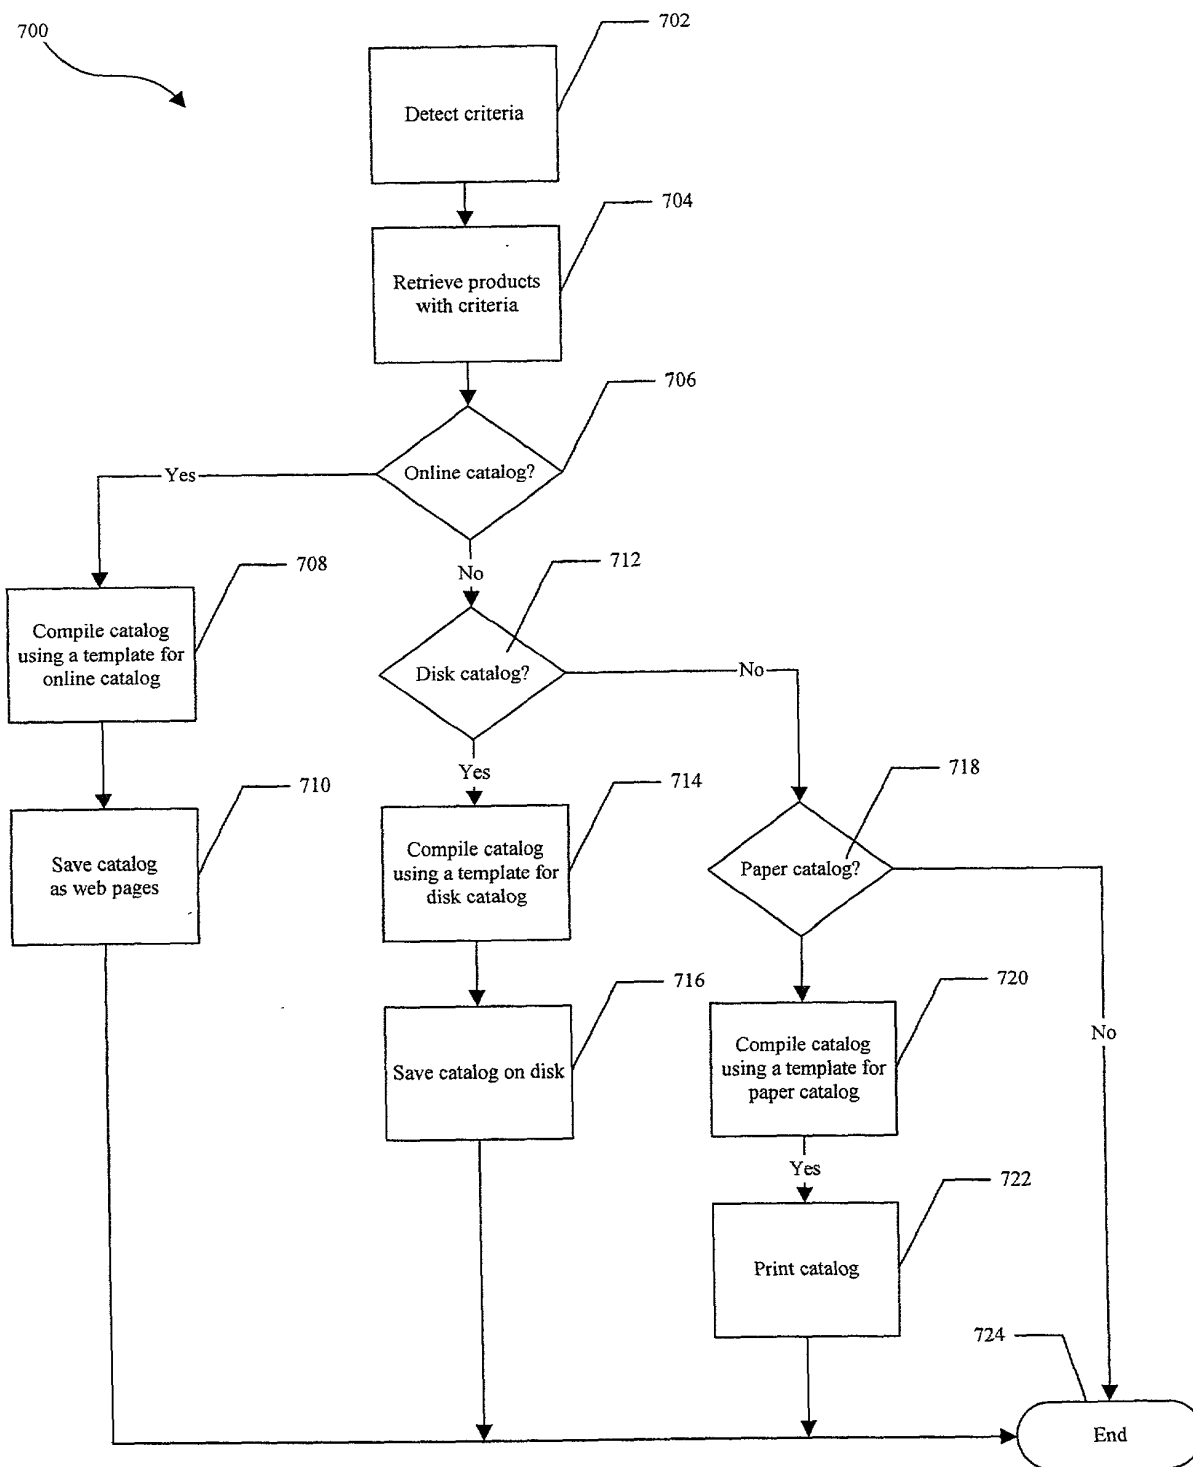 700
702
Detect criteria
704
Retrieve products
with criteria
706
Online catalog?
Yes
No
708
Compile catalog
using a template for
online catalog
712
Disk catalog?
No
Yes
710
Save catalog
as web pages
714
Compile catalog
using a template for
disk catalog
718
Paper catalog?
No
716
Save catalog on disk
720
Compile catalog
using a template for
paper catalog
Yes
722
Print catalog
724
End